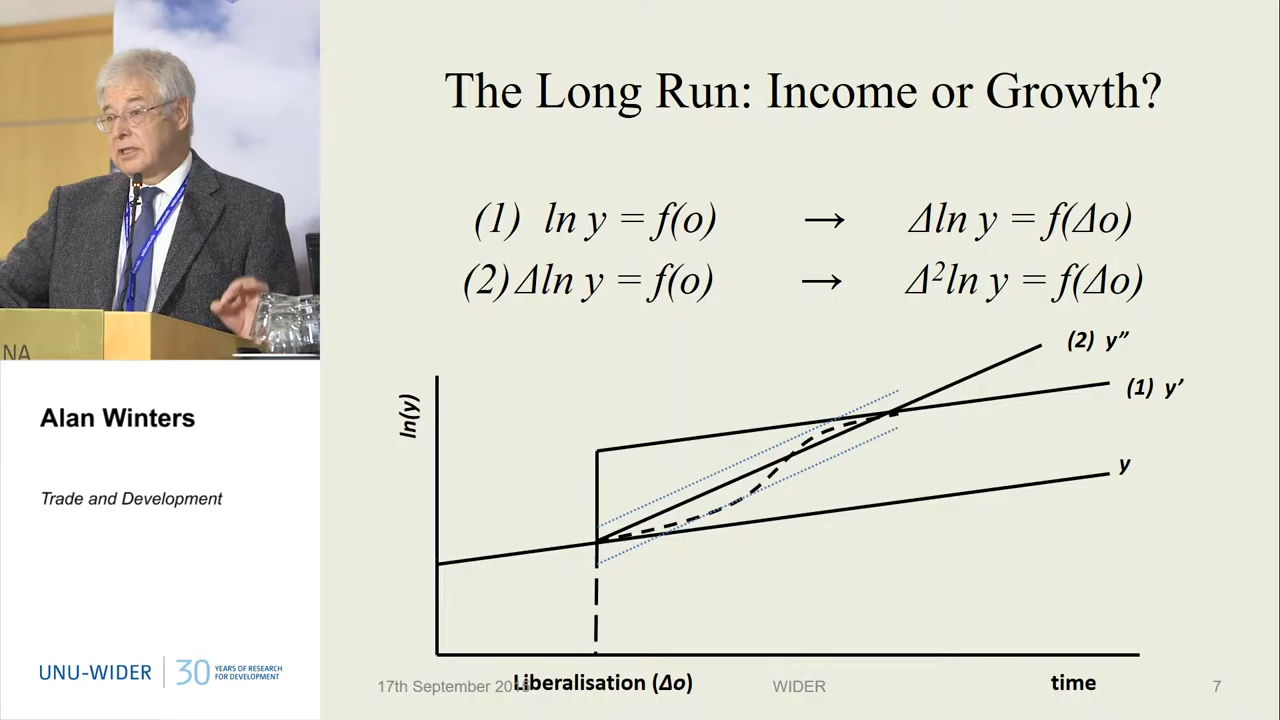 The Long Run: Income or Growth?
(1) ln y = f(o) → Δln y = f(Δo)
(2) Δln y = f(o) → Δ²ln y = f(Δo)
(2) y”
(1) y’
y
ln(y)
Liberalisation (Δo)
time
17th September
WIDER
7
NA
Alan Winters
Trade and Development
UNU-WIDER
30
YEARS OF RESEARCH
FOR DEVELOPMENT